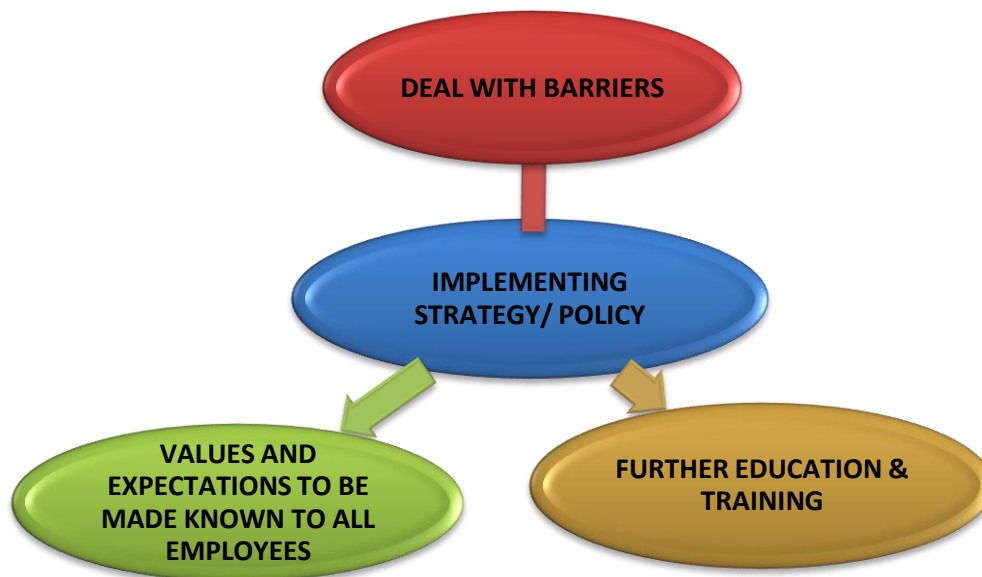 DEAL WITH BARRIERS
IMPLEMENTING
STRATEGY/ POLICY
VALUES AND
EXPECTATIONS TO BE
MADE KNOWN TO ALL
EMPLOYEES
FURTHER EDUCATION &
TRAINING